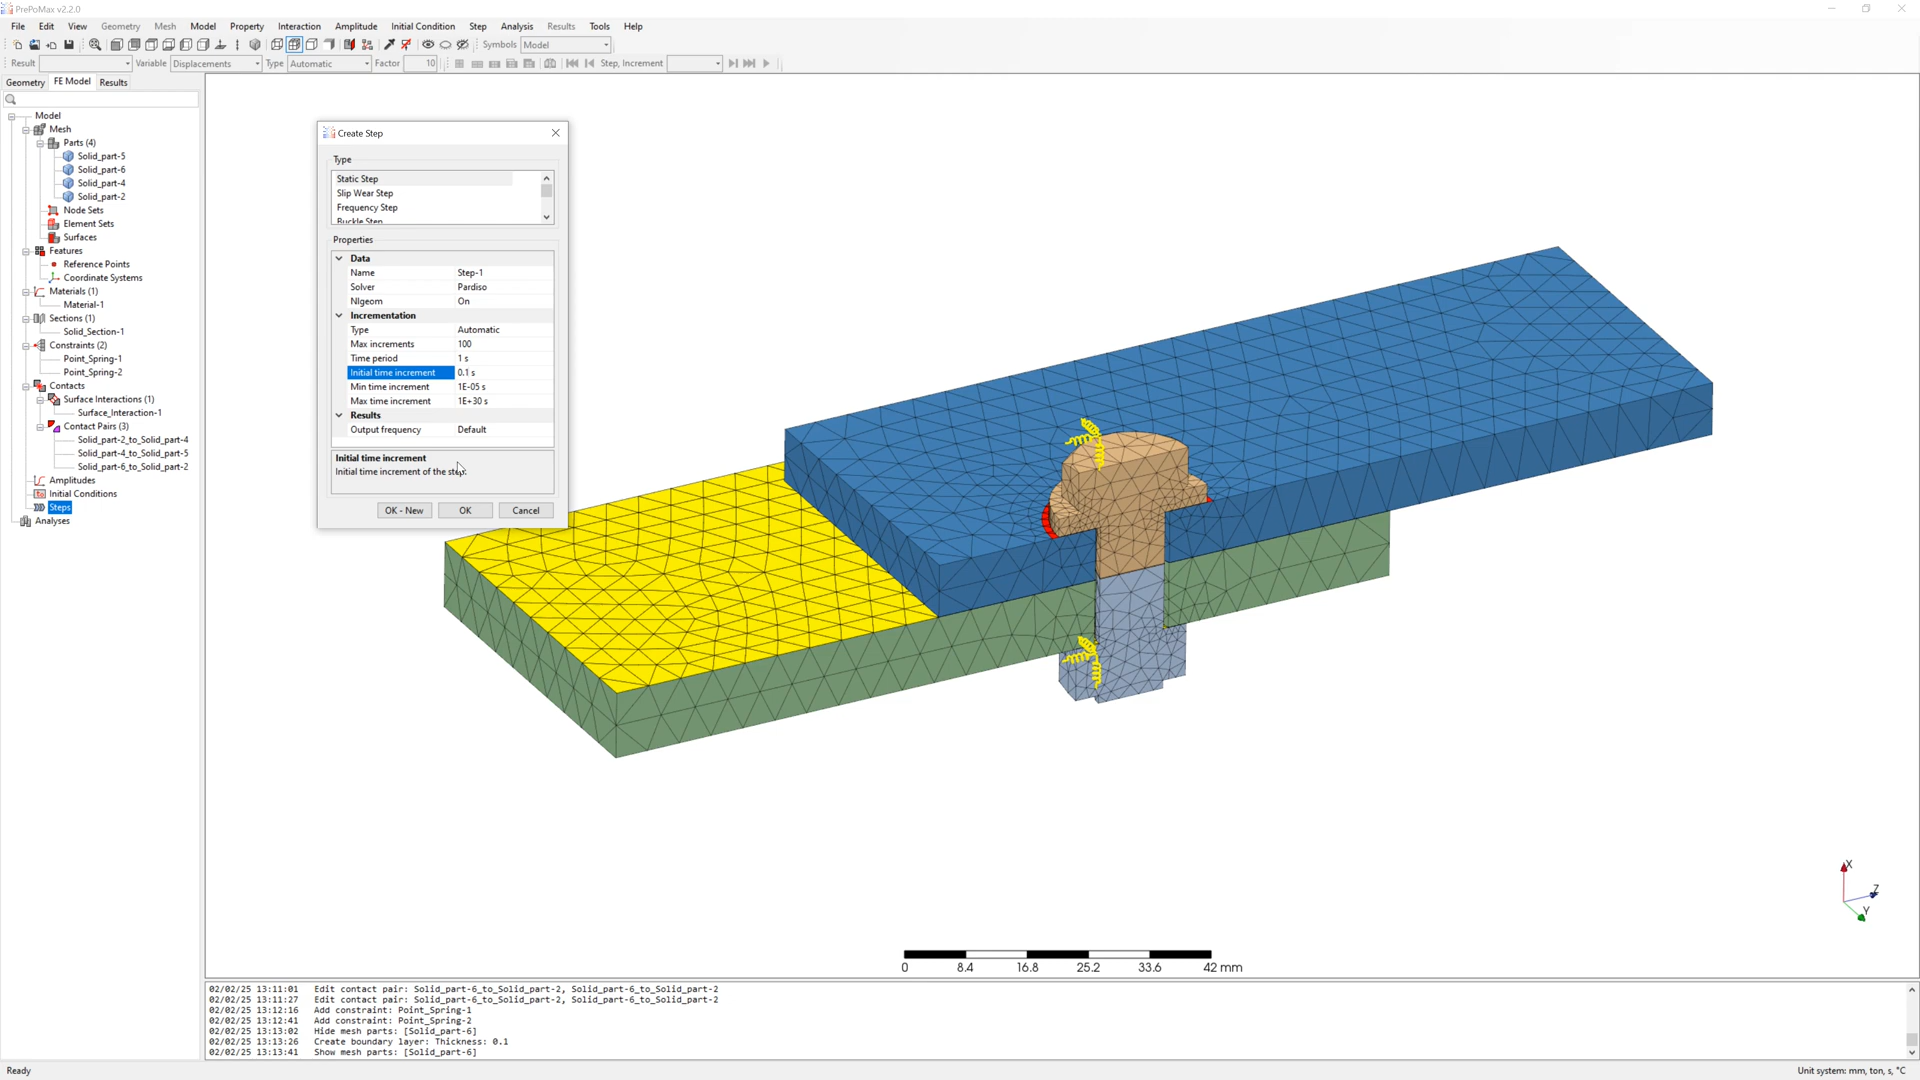 PrePoMax v2.2.0
File Edit View Geometry Mesh Model Property Interaction Amplitude Initial Condition Step Analysis Results Tools Help
Symbols Model
Result Variable Displacements Type Automatic Factor 10 Step, Increment
Geometry FE Model Results
Model
Mesh
Parts (4)
Solid_part-5
Solid_part-6
Solid_part-4
Solid_part-2
Node Sets
Element Sets
Surfaces
Features
Reference Points
Coordinate Systems
Materials (1)
Material-1
Sections (1)
Solid_Section-1
Constraints (2)
Point_Spring-1
Point_Spring-2
Contacts
Surface Interactions (1)
Surface_Interaction-1
Contact Pairs (3)
Solid_part-2_to_Solid_part-4
Solid_part-4_to_Solid_part-5
Solid_part-6_to_Solid_part-2
Amplitudes
Initial Conditions
Steps
Analyses
Create Step
Type
Static Step
Slip Wear Step
Frequency Step
Buckle Step
Properties
Data
Name Step-1
Solver Pardiso
Nlgeom On
Incrementation
Type Automatic
Max increments 100
Time period 1 s
Initial time increment 0.1 s
Min time increment 1E-05 s
Max time increment 1E+30 s
Results
Output frequency Default
Initial time increment
Initial time increment of the step.
OK - New OK Cancel
X
Z
Y
0 8.4 16.8 25.2 33.6 42 mm
02/02/25 13:11:01 Edit contact pair: Solid_part-6_to_Solid_part-2, Solid_part-6_to_Solid_part-2
02/02/25 13:11:27 Edit contact pair: Solid_part-6_to_Solid_part-2, Solid_part-6_to_Solid_part-2
02/02/25 13:12:16 Add constraint: Point_Spring-1
02/02/25 13:12:41 Add constraint: Point_Spring-2
02/02/25 13:13:02 Hide mesh parts: [Solid_part-6]
02/02/25 13:13:26 Create boundary layer: Thickness: 0.1
02/02/25 13:13:41 Show mesh parts: [Solid_part-6]
Ready Unit system: mm, ton, s, °C